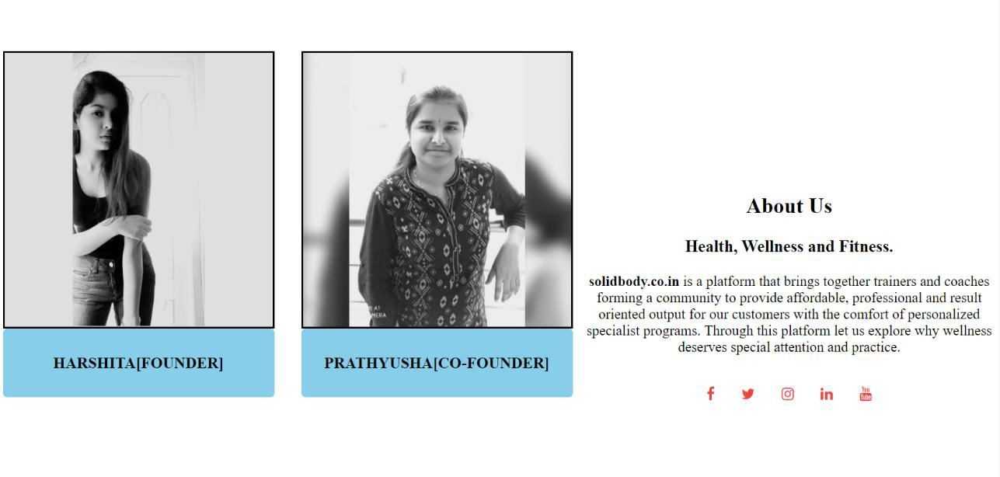 HARSHITA[FOUNDER]
PRATHYUSHA[CO-FOUNDER]
About Us
Health, Wellness and Fitness.
solidbody.co.in is a platform that brings together trainers and coaches
forming a community to provide affordable, professional and result
oriented output for our customers with the comfort of personalized
specialist programs. Through this platform let us explore why wellness
deserves special attention and practice.
You
Tube